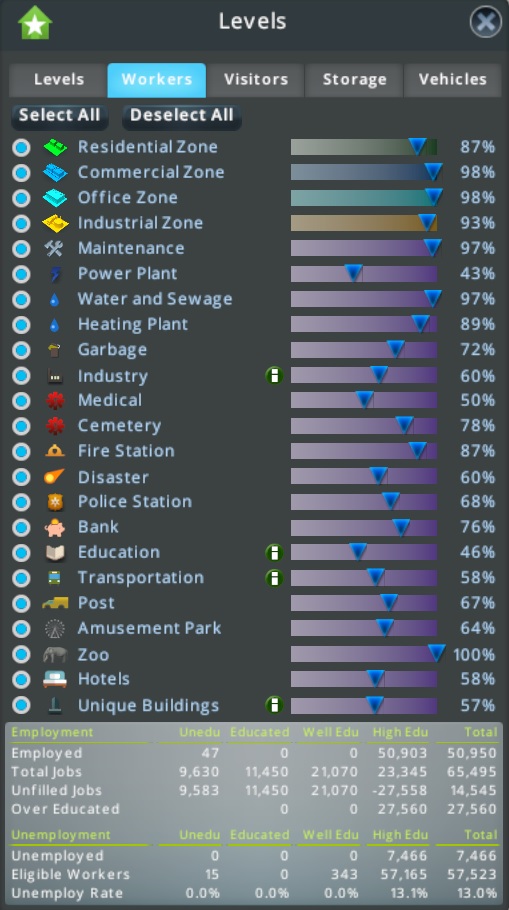 Levels
Levels Workers Visitors Storage Vehicles
Select All Deselect All
Residential Zone 87%
Commercial Zone 98%
Office Zone 98%
Industrial Zone 93%
Maintenance 97%
Power Plant 43%
Water and Sewage 97%
Heating Plant 89%
Garbage 72%
Industry 60%
Medical 50%
Cemetery 78%
Fire Station 87%
Disaster 60%
Police Station 68%
Bank 76%
Education 46%
Transportation 58%
Post 67%
Amusement Park 64%
Zoo 100%
Hotels 58%
Unique Buildings 57%
Employment Unedu Educated Well Edu High Edu Total
Employed 47 0 0 50,903 50,950
Total Jobs 9,630 11,450 21,070 23,345 65,495
Unfilled Jobs 9,583 11,450 21,070 -27,558 14,545
Over Educated 0 0 27,560 27,560
Unemployment Unedu Educated Well Edu High Edu Total
Unemployed 0 0 0 7,466 7,466
Eligible Workers 15 0 343 57,165 57,523
Unemploy Rate 0.0% 0.0% 0.0% 13.1% 13.0%